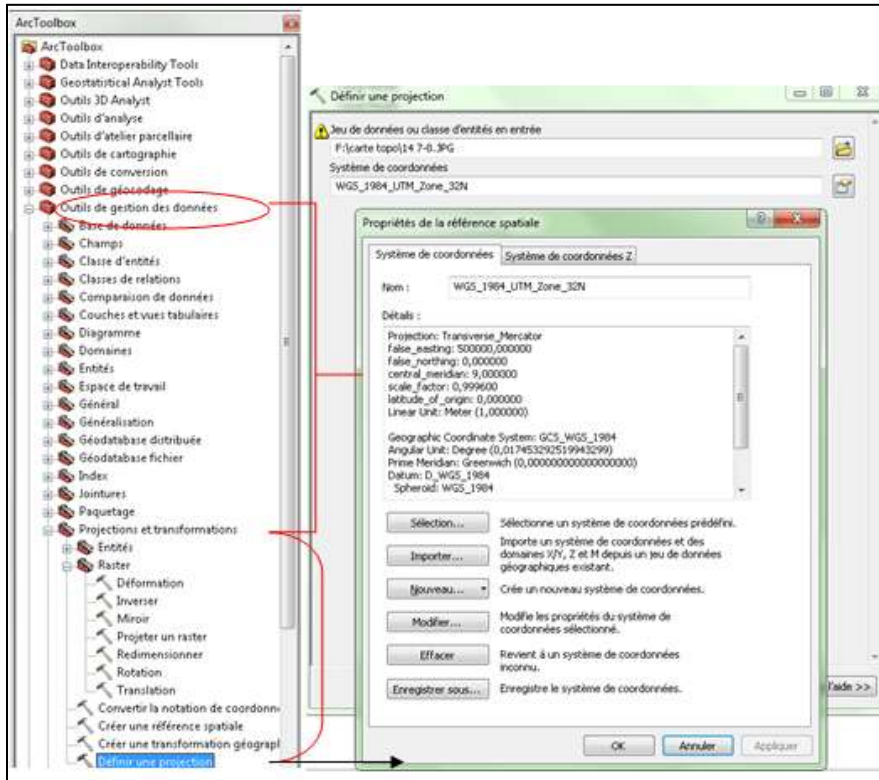 ArcToolbox
ArcToolbox
Data Interoperability Tools
Geostatistical Analyst Tools
Outils 3D Analyst
Outils d'analyse
Outils d'atelier parcellaire
Outils de cartographie
Outils de conversion
Outils de géocodage
Outils de gestion des données
Base de données
Champs
Classe d'entités
Classes de relations
Comparaison de données
Couches et vues tabulaires
Diagramme
Domaines
Entités
Espace de travail
Général
Généralisation
Géodatabase distribuée
Géodatabase fichier
Index
Jointures
Paquetage
Projections et transformations
Entités
Raster
Déformation
Inverser
Miroir
Projeter un raster
Redimensionner
Rotation
Translation
Convertir la notation de coordonn
Créer une référence spatiale
Créer une transformation géograpl
Définir une projection
Définir une projection
Jeu de données ou classe d'entités en entrée
F:\carte topo\14 7-8.JPG
Système de coordonnées
WGS_1984_UTM_Zone_32N
Propriétés de la référence spatiale
Système de coordonnées Système de coordonnées Z
Nom : WGS_1984_UTM_Zone_32N
Détails :
Projection: Transverse_Mercator
false_easting: 500000,000000
false_northing: 0,000000
central_meridian: 9,000000
scale_factor: 0,999600
latitude_of_origin: 0,000000
Linear Unit: Meter (1,000000)
Geographic Coordinate System: GCS_WGS_1984
Angular Unit: Degree (0,017453292519943299)
Prime Meridian: Greenwich (0,000000000000000000)
Datum: D_WGS_1984
Spheroid: WGS_1984
Sélection... Sélectionne un système de coordonnées prédéfini.
Importer... Importe un système de coordonnées et des
domaines X/Y, Z et M depuis un jeu de données
géographiques existant.
Nouveau... Crée un nouveau système de coordonnées.
Modifier... Modifie les propriétés du système de
coordonnées sélectionné.
Effacer Revient à un système de coordonnées
inconnu.
Enregistrer sous... Enregistre le système de coordonnées.
l'aide >>
OK Annuler Appliquer